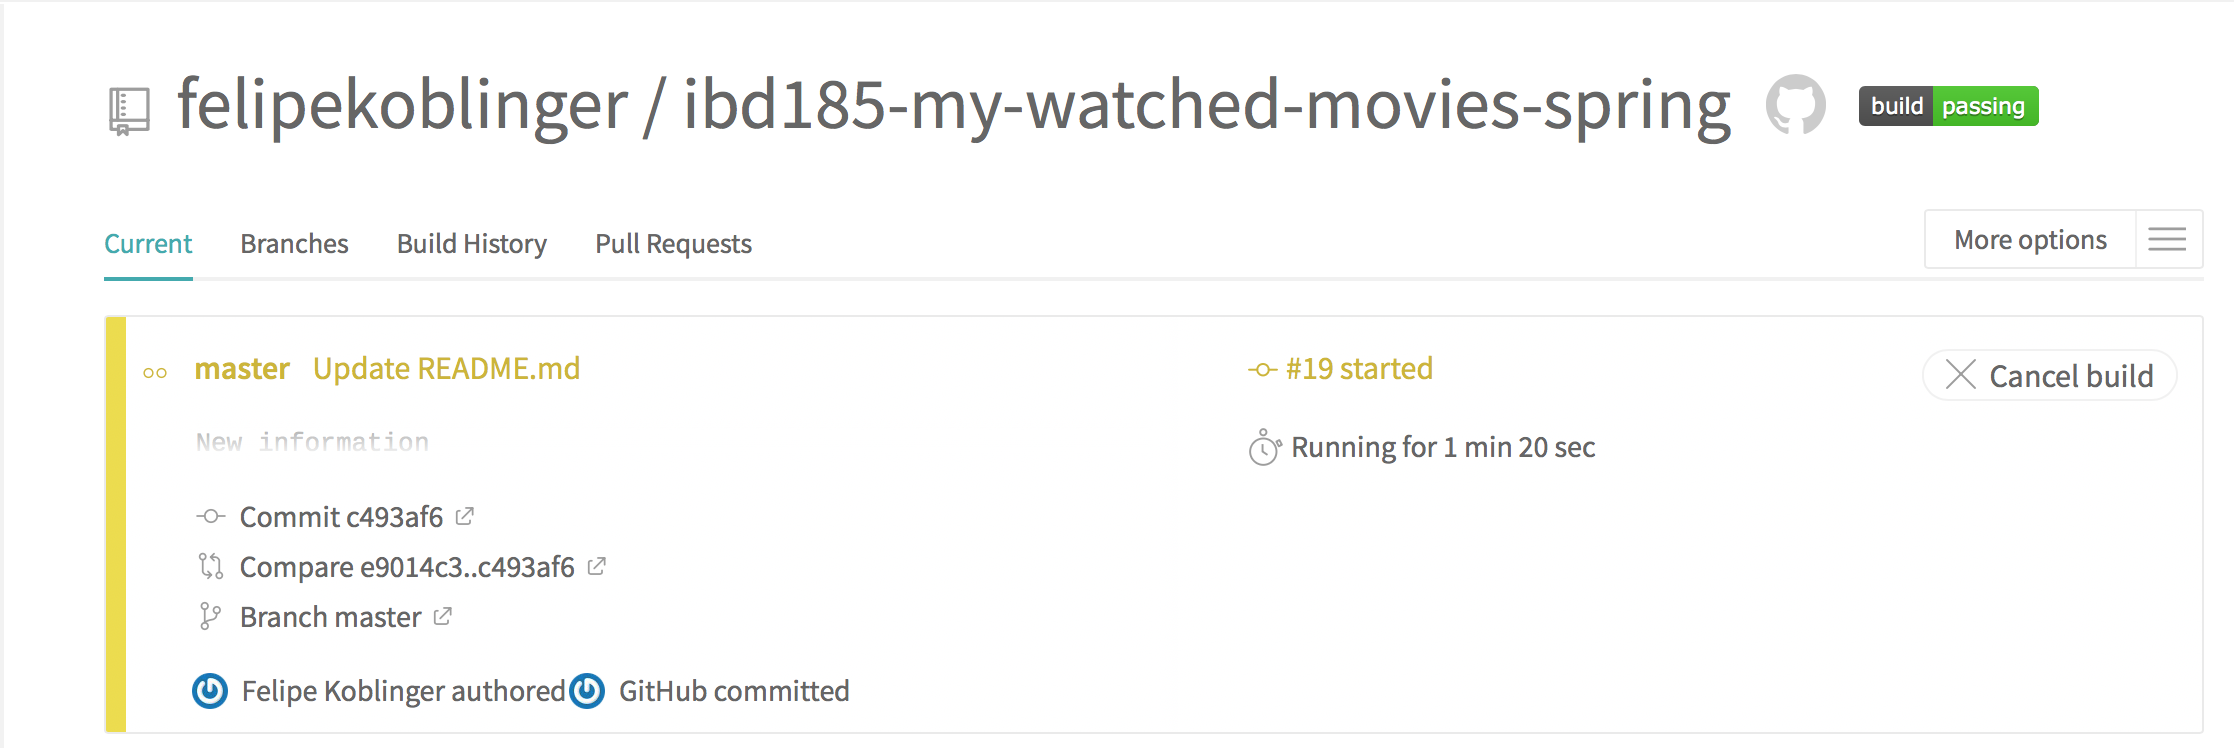 felipekoblinger / ibd185-my-watched-movies-spring build passing
Current Branches Build History Pull Requests More options
master Update README.md #19 started Cancel build
New information Running for 1 min 20 sec
Commit c493af6
Compare e9014c3..c493af6
Branch master
Felipe Koblinger authored GitHub committed